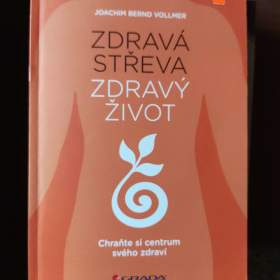 JOACHIM BERND VOLLMER
ZDRAVÁ
STŘEVA
ZDRAVÝ
ŽIVOT
Chraňte si centrum
svého zdraví
GRADA